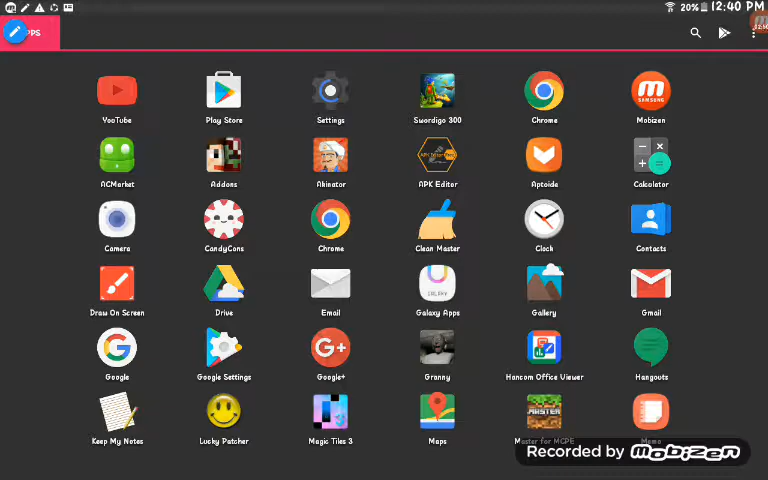 20% 12:40 PM
PPS
YouTube Play Store Settings Swordigo 300 Chrome Mobizen
ACMarket Addons Akinator APK Editor Aptoide Calculator
Camera CandyCons Chrome Clean Master Clock Contacts
Draw On Screen Drive Email Galaxy Apps Gallery Gmail
Google Google Settings Google+ Granny Hancom Office Viewer Hangouts
Keep My Notes Lucky Patcher Magic Tiles 3 Maps Master for MCPE Memo
Recorded by MOBIZEN